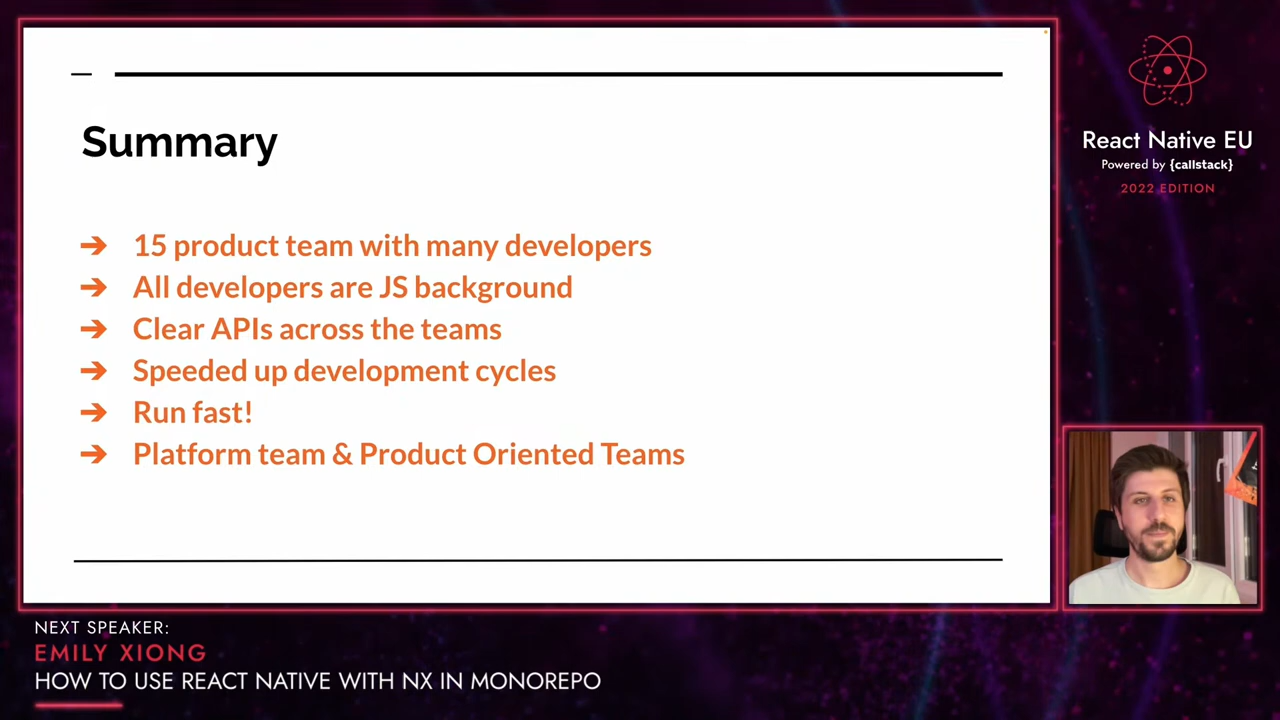 Summary
➔ 15 product team with many developers
➔ All developers are JS background
➔ Clear APIs across the teams
➔ Speeded up development cycles
➔ Run fast!
➔ Platform team & Product Oriented Teams
React Native EU
Powered by {callstack}
2022 EDITION
NEXT SPEAKER:
EMILY XIONG
HOW TO USE REACT NATIVE WITH NX IN MONOREPO